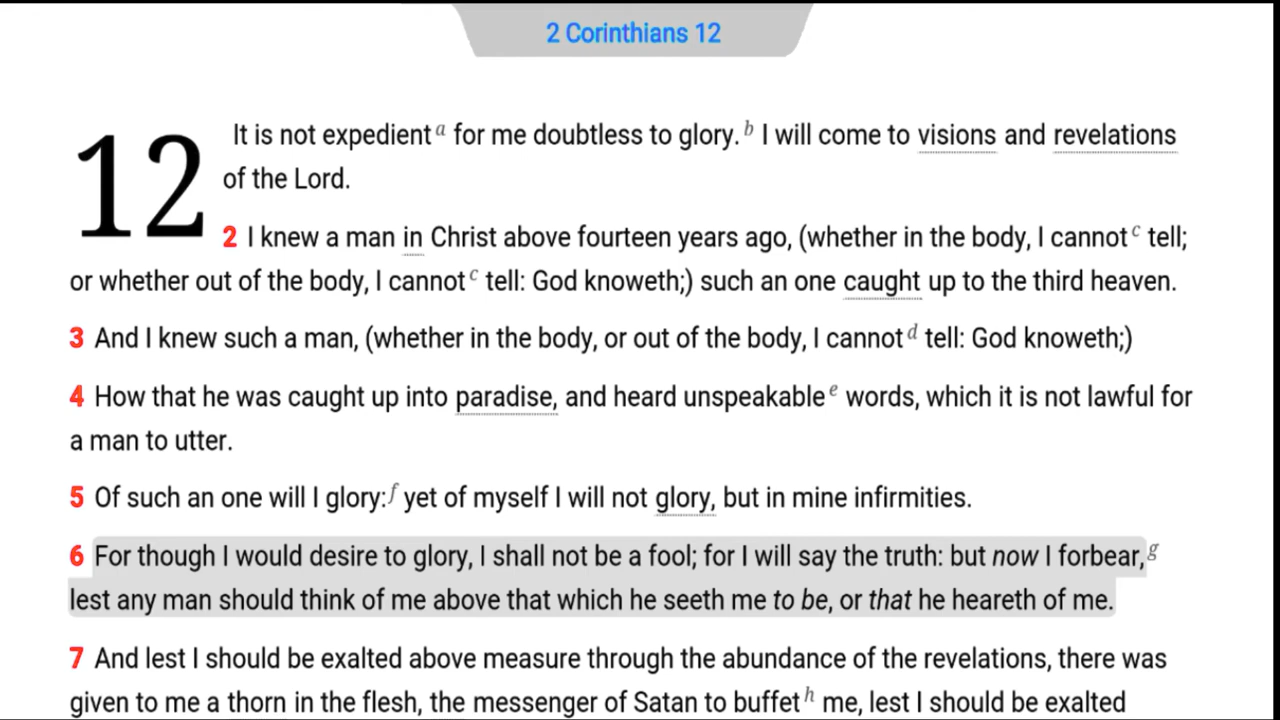 2 Corinthians 12
12 It is not expedient a for me doubtless to glory. b I will come to visions and revelations
of the Lord.
2 I knew a man in Christ above fourteen years ago, (whether in the body, I cannot c tell;
or whether out of the body, I cannot c tell: God knoweth;) such an one caught up to the third heaven.
3 And I knew such a man, (whether in the body, or out of the body, I cannot d tell: God knoweth;)
4 How that he was caught up into paradise, and heard unspeakable e words, which it is not lawful for
a man to utter.
5 Of such an one will I glory: f yet of myself I will not glory, but in mine infirmities.
6 For though I would desire to glory, I shall not be a fool; for I will say the truth: but now I forbear, g
lest any man should think of me above that which he seeth me to be, or that he heareth of me.
7 And lest I should be exalted above measure through the abundance of the revelations, there was
given to me a thorn in the flesh, the messenger of Satan to buffet h me, lest I should be exalted